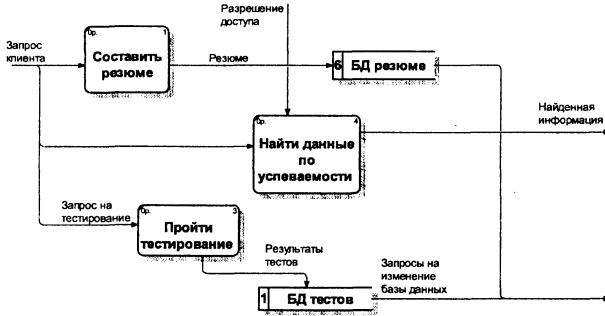 Разрешение
доступа
Запрос
клиента
0р.
1
Составить
резюме
Резюме
6
БД резюме
0р.
4
Найти данные
по
успеваемости
Найденная
информация
Запрос на
тестирование
0р.
3
Пройти
тестирование
Результаты
тестов
1
БД тестов
Запросы на
изменение
базы данных